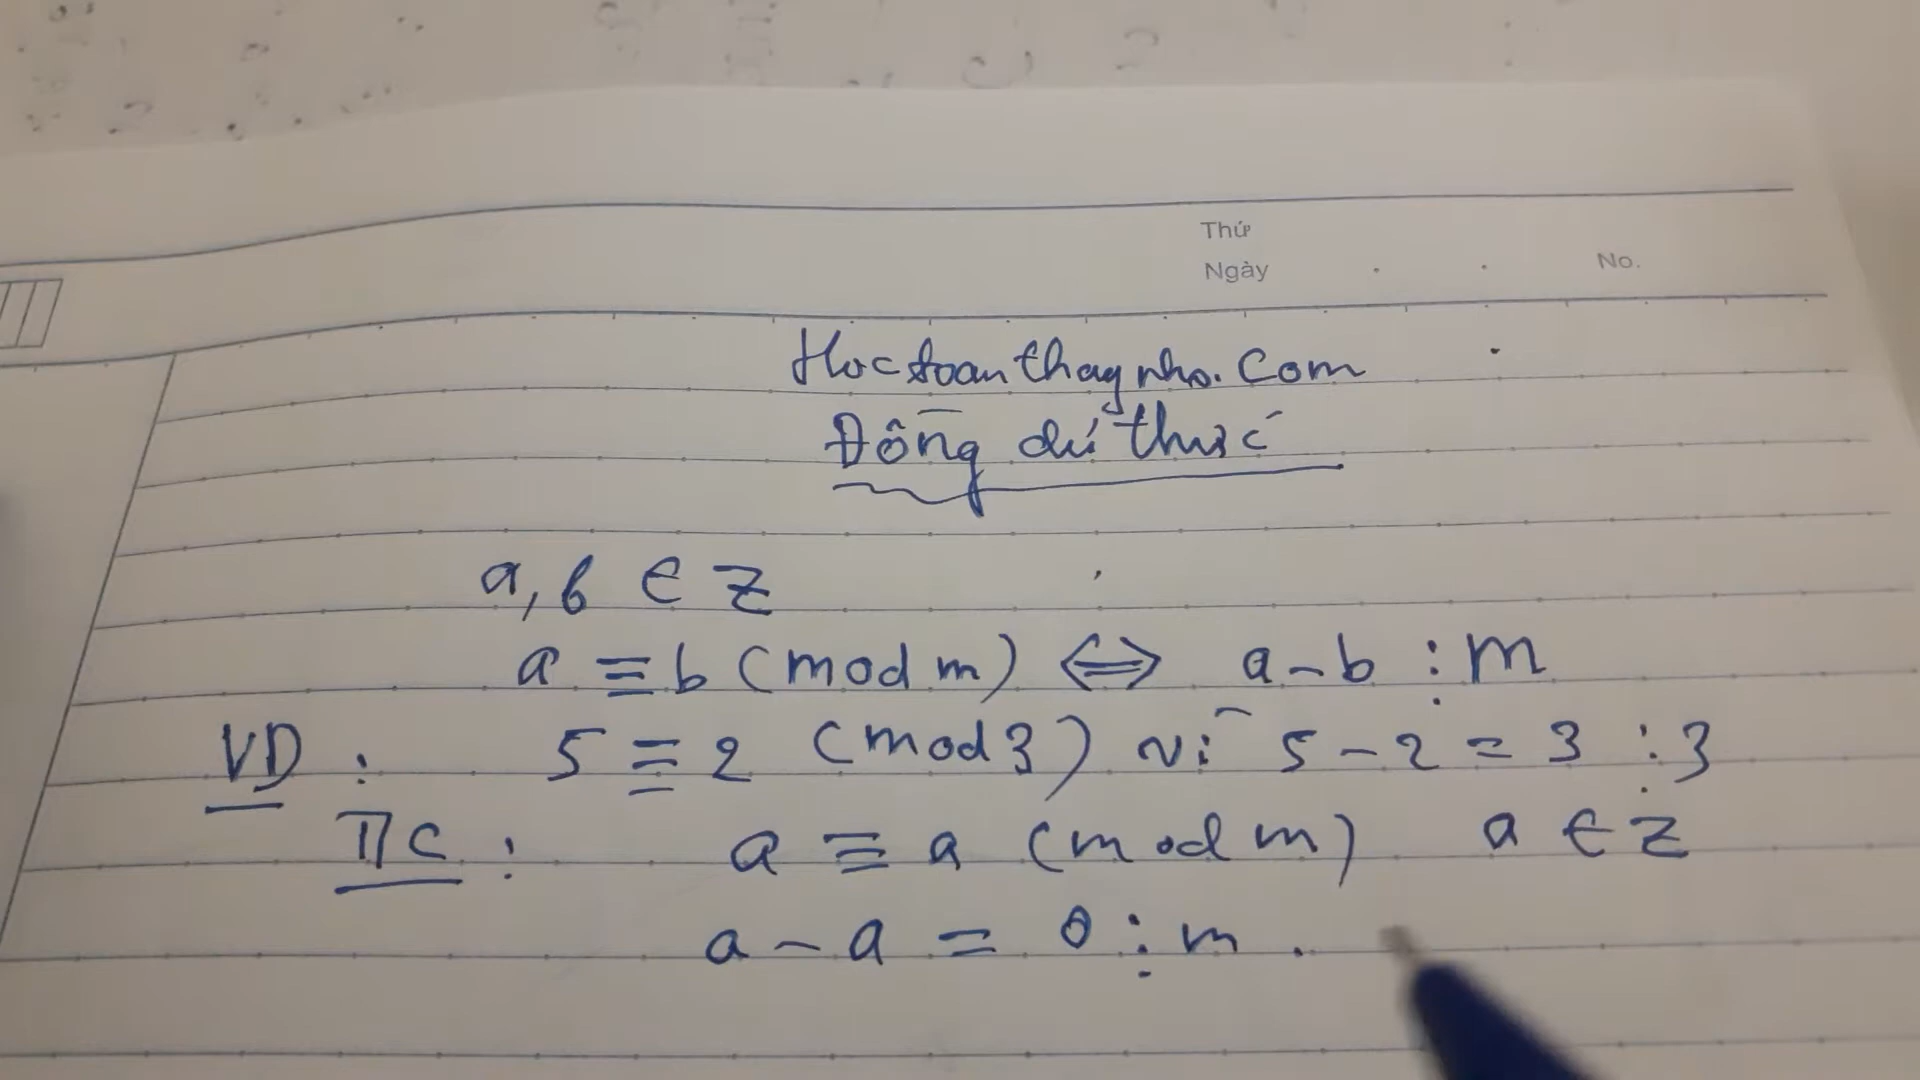 Thứ
Ngày
No.
Hoctoanthaynho.com
Đồng dư thức
a, b ∈ Z
a ≡ b (mod m) ⇔ a - b ⋮ m
VD : 5 ≡ 2 (mod 3) vì 5 - 2 = 3 ⋮ 3
TC : a ≡ a (mod m) a ∈ Z
a - a = 0 ⋮ m .